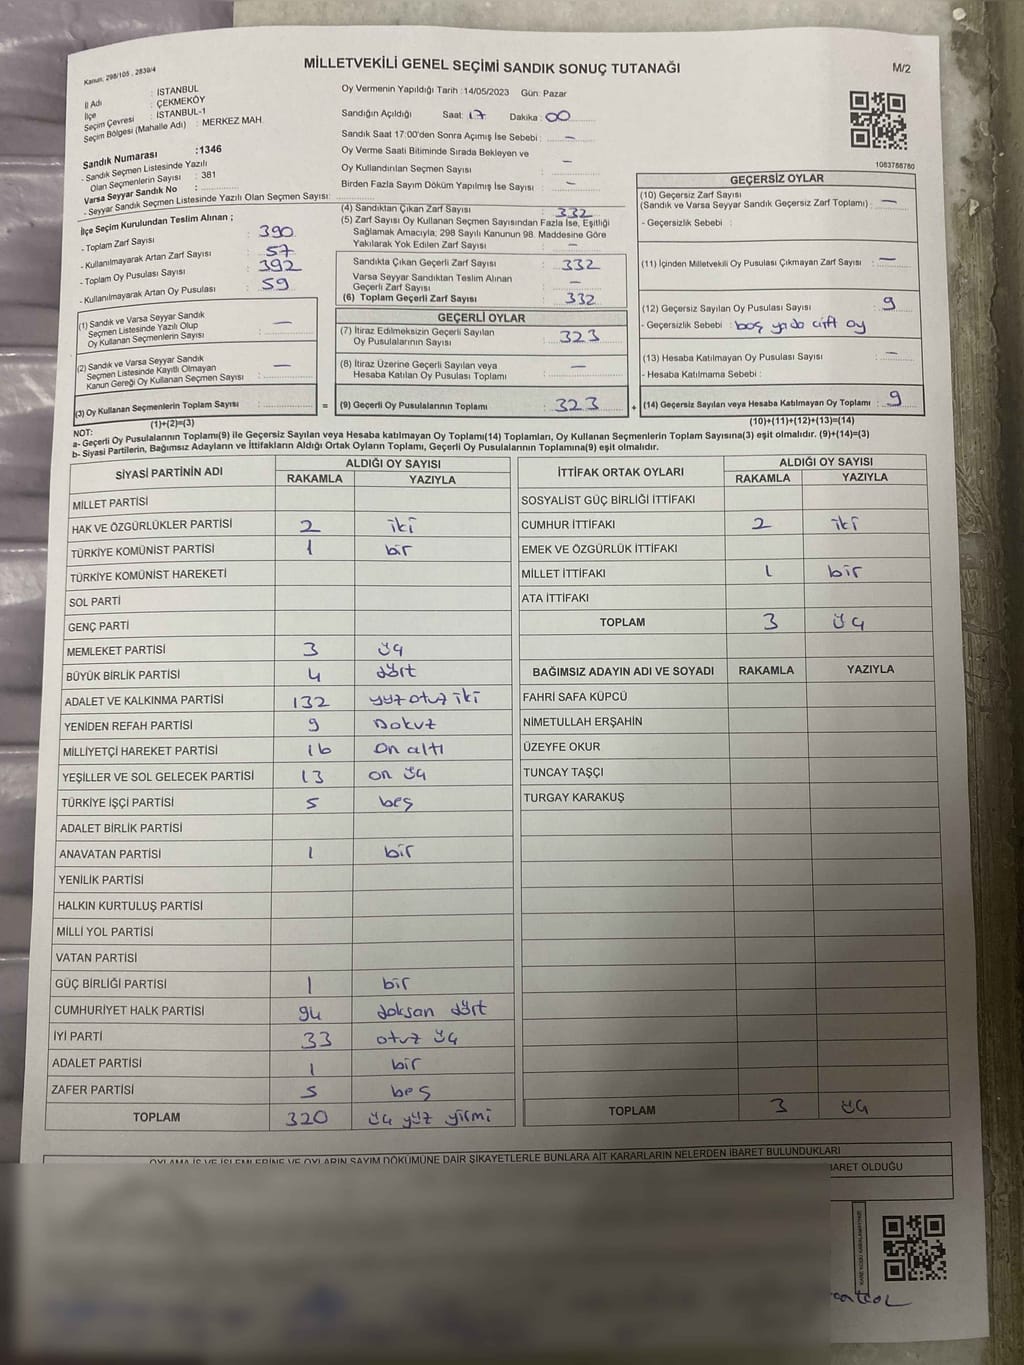 Kanun: 298/105 , 2839/4
MİLLETVEKİLİ GENEL SEÇİMİ SANDIK SONUÇ TUTANAĞI
M/2
İl Adı : İSTANBUL
İlçe : ÇEKMEKÖY
Seçim Çevresi : İSTANBUL-1
Seçim Bölgesi (Mahalle Adı) : MERKEZ MAH.
Sandık Numarası :1346
- Sandık Seçmen Listesinde Yazılı
Olan Seçmenlerin Sayısı : 381
Varsa Seyyar Sandık No :
- Seyyar Sandık Seçmen Listesinde Yazılı Olan Seçmen Sayısı:
İlçe Seçim Kurulundan Teslim Alınan ;
- Toplam Zarf Sayısı : 390
- Kullanılmayarak Artan Zarf Sayısı : 57
- Toplam Oy Pusulası Sayısı : 392
- Kullanılmayarak Artan Oy Pusulası : 59
(1) Sandık ve Varsa Seyyar Sandık
Seçmen Listesinde Yazılı Olup
Oy Kullanan Seçmenlerin Sayısı : —
(2) Sandık ve Varsa Seyyar Sandık
Seçmen Listesinde Kayıtlı Olmayan
Kanun Gereği Oy Kullanan Seçmen Sayısı : —
(3) Oy Kullanan Seçmenlerin Toplam Sayısı :
(1)+(2)=(3)
Oy Vermenin Yapıldığı Tarih :14/05/2023 Gün: Pazar
Sandığın Açıldığı Saat: 17 Dakika : 00
Sandık Saat 17:00'den Sonra Açımış İse Sebebi : —
Oy Verme Saati Bitiminde Sırada Bekleyen ve
Oy Kullandırılan Seçmen Sayısı : —
Birden Fazla Sayım Döküm Yapılmış İse Sayısı : —
(4) Sandıktan Çıkan Zarf Sayısı : 332
(5) Zarf Sayısı Oy Kullanan Seçmen Sayısından Fazla İse, Eşitliği
Sağlamak Amacıyla, 298 Sayılı Kanunun 98. Maddesine Göre
Yakılarak Yok Edilen Zarf Sayısı : —
Sandıkta Çıkan Geçerli Zarf Sayısı : 332
Varsa Seyyar Sandıktan Teslim Alınan
Geçerli Zarf Sayısı : —
(6) Toplam Geçerli Zarf Sayısı : 332
GEÇERLİ OYLAR
(7) İtiraz Edilmeksizin Geçerli Sayılan
Oy Pusulalarının Sayısı : 323
(8) İtiraz Üzerine Geçerli Sayılan veya
Hesaba Katılan Oy Pusulası Toplamı : —
= (9) Geçerli Oy Pusulalarının Toplamı : 323 +
1083766780
GEÇERSİZ OYLAR
(10) Geçersiz Zarf Sayısı
(Sandık ve Varsa Seyyar Sandık Geçersiz Zarf Toplamı) : —
- Geçersizlik Sebebi :
(11) İçinden Milletvekili Oy Pusulası Çıkmayan Zarf Sayısı : —
(12) Geçersiz Sayılan Oy Pusulası Sayısı : 9
- Geçersizlik Sebebi : boş yada çift oy
(13) Hesaba Katılmayan Oy Pusulası Sayısı : —
- Hesaba Katılmama Sebebi :
(14) Geçersiz Sayılan veya Hesaba Katılmayan Oy Toplamı : 9
(10)+(11)+(12)+(13)=(14)
NOT:
a- Geçerli Oy Pusulalarının Toplamı(9) ile Geçersiz Sayılan veya Hesaba katılmayan Oy Toplamı(14) Toplamları, Oy Kullanan Seçmenlerin Toplam Sayısına(3) eşit olmalıdır. (9)+(14)=(3)
b- Siyasi Partilerin, Bağımsız Adayların ve İttifakların Aldığı Ortak Oyların Toplamı, Geçerli Oy Pusulalarının Toplamına(9) eşit olmalıdır.
SİYASİ PARTİNİN ADI ALDIĞI OY SAYISI
RAKAMLA YAZIYLA
MİLLET PARTİSİ
HAK VE ÖZGÜRLÜKLER PARTİSİ 2 iki
TÜRKİYE KOMÜNİST PARTİSİ 1 bir
TÜRKİYE KOMÜNİST HAREKETİ
SOL PARTİ
GENÇ PARTİ
MEMLEKET PARTİSİ 3 üç
BÜYÜK BİRLİK PARTİSİ 4 dört
ADALET VE KALKINMA PARTİSİ 132 yüz otuz iki
YENİDEN REFAH PARTİSİ 9 Dokuz
MİLLİYETÇİ HAREKET PARTİSİ 16 On altı
YEŞİLLER VE SOL GELECEK PARTİSİ 13 on üç
TÜRKİYE İŞÇİ PARTİSİ 5 beş
ADALET BİRLİK PARTİSİ
ANAVATAN PARTİSİ 1 bir
YENİLİK PARTİSİ
HALKIN KURTULUŞ PARTİSİ
MİLLİ YOL PARTİSİ
VATAN PARTİSİ
GÜÇ BİRLİĞİ PARTİSİ 1 bir
CUMHURİYET HALK PARTİSİ 94 doksan dört
İYİ PARTİ 33 otuz üç
ADALET PARTİSİ 1 bir
ZAFER PARTİSİ 5 beş
TOPLAM 320 üç yüz yirmi
İTTİFAK ORTAK OYLARI ALDIĞI OY SAYISI
RAKAMLA YAZIYLA
SOSYALİST GÜÇ BİRLİĞİ İTTİFAKI
CUMHUR İTTİFAKI 2 iki
EMEK VE ÖZGÜRLÜK İTTİFAKI
MİLLET İTTİFAKI 1 bir
ATA İTTİFAKI
TOPLAM 3 üç
BAĞIMSIZ ADAYIN ADI VE SOYADI RAKAMLA YAZIYLA
FAHRİ SAFA KÜPCÜ
NİMETULLAH ERŞAHİN
ÜZEYFE OKUR
TUNCAY TAŞÇI
TURGAY KARAKUŞ
TOPLAM 3 üç
OYLAMA İŞ VE İŞLEMLERİNE VE OYLARIN SAYIM DÖKÜMÜNE DAİR ŞİKAYETLERLE BUNLARA AİT KARARLARIN NELERDEN İBARET BULUNDUKLARI
İBARET OLDUĞU